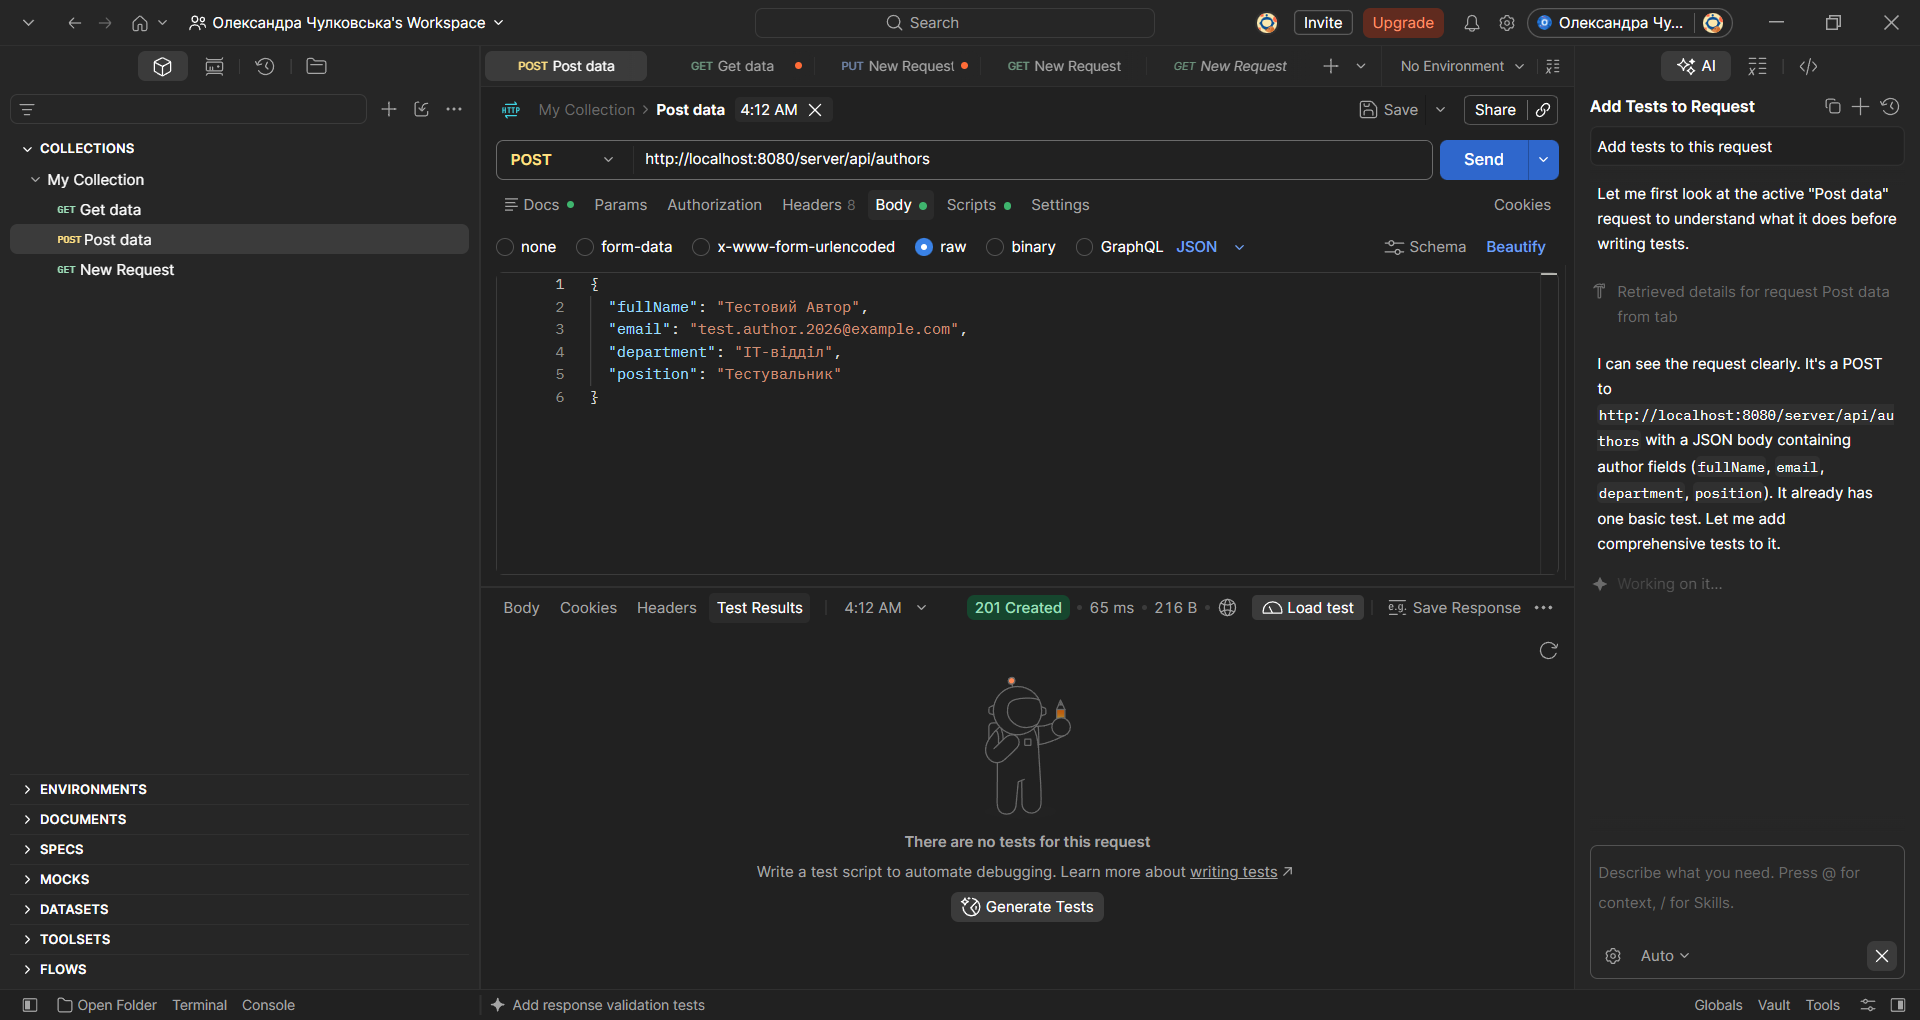 Олександра Чулковська's Workspace
Search
Invite
Upgrade
Олександра Чу...
POST Post data
GET Get data
PUT New Request
GET New Request
GET New Request
No Environment
AI
HTTP My Collection > Post data 4:12 AM
Save
Share
Add Tests to Request
COLLECTIONS
My Collection
GET Get data
POST Post data
GET New Request
POST http://localhost:8080/server/api/authors
Send
Docs Params Authorization Headers 8 Body Scripts Settings
Cookies
none form-data x-www-form-urlencoded raw binary GraphQL JSON
Schema Beautify
1 {
2 "fullName": "Тестовий Автор",
3 "email": "test.author.2026@example.com",
4 "department": "ІТ-відділ",
5 "position": "Тестувальник"
6 }
Body Cookies Headers Test Results 4:12 AM
201 Created 65 ms 216 B Load test
e.g. Save Response
There are no tests for this request
Write a test script to automate debugging. Learn more about writing tests
Generate Tests
Add tests to this request
Let me first look at the active "Post data"
request to understand what it does before
writing tests.
Retrieved details for request Post data
from tab
I can see the request clearly. It's a POST
to
http://localhost:8080/server/api/au
thors with a JSON body containing
author fields (fullName, email,
department, position). It already has
one basic test. Let me add
comprehensive tests to it.
Working on it...
Describe what you need. Press @ for
context, / for Skills.
Auto
ENVIRONMENTS
DOCUMENTS
SPECS
MOCKS
DATASETS
TOOLSETS
FLOWS
Open Folder Terminal Console
Add response validation tests
Globals Vault Tools